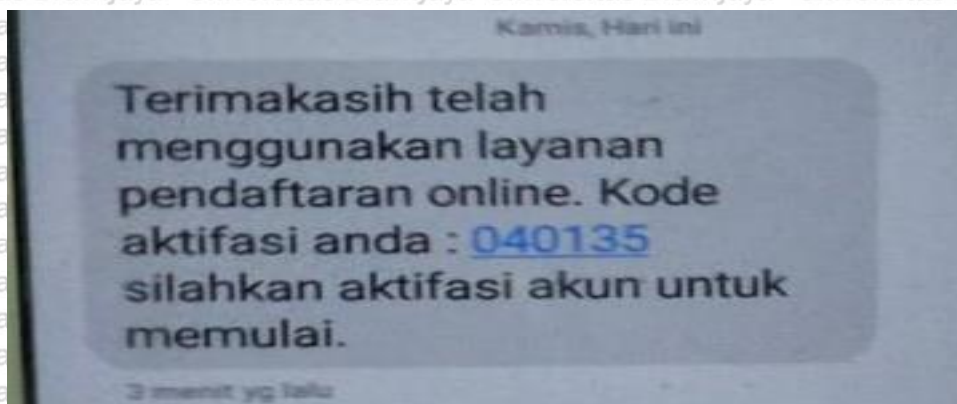 Kamis, Hari ini
Terimakasih telah
menggunakan layanan
pendaftaran online. Kode
aktifasi anda : 040135
silahkan aktifasi akun untuk
memulai.
3 menit yg lalu